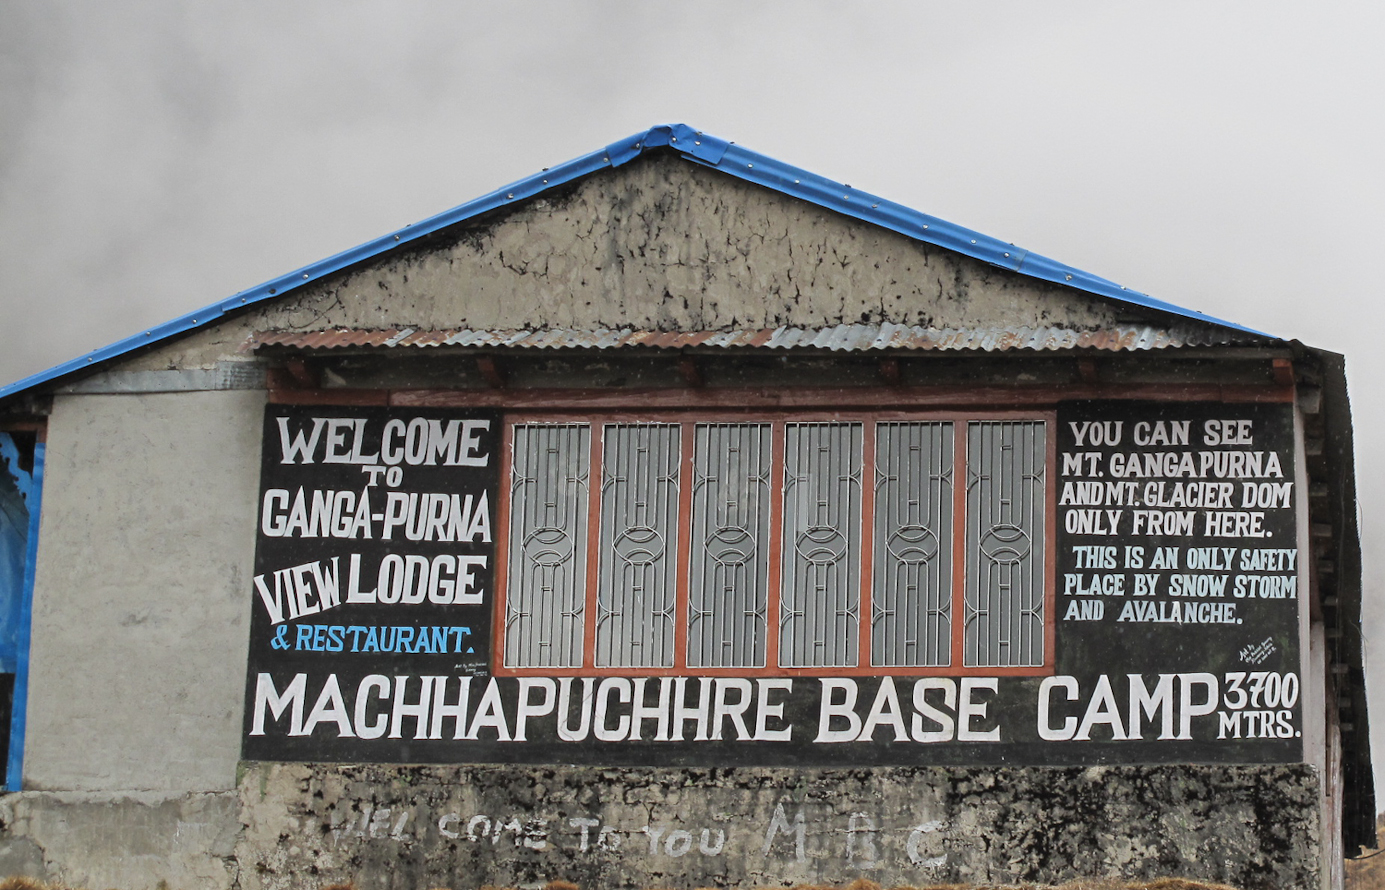 WELCOME
TO
GANGA-PURNA
VIEW LODGE
& RESTAURANT.
YOU CAN SEE
MT. GANGAPURNA
AND MT. GLACIER DOM
ONLY FROM HERE.
THIS IS AN ONLY SAFETY
PLACE BY SNOW STORM
AND AVALANCHE.
MACHHAPUCHHRE BASE CAMP 3700
MTRS.
WEL COME TO YOU M B C